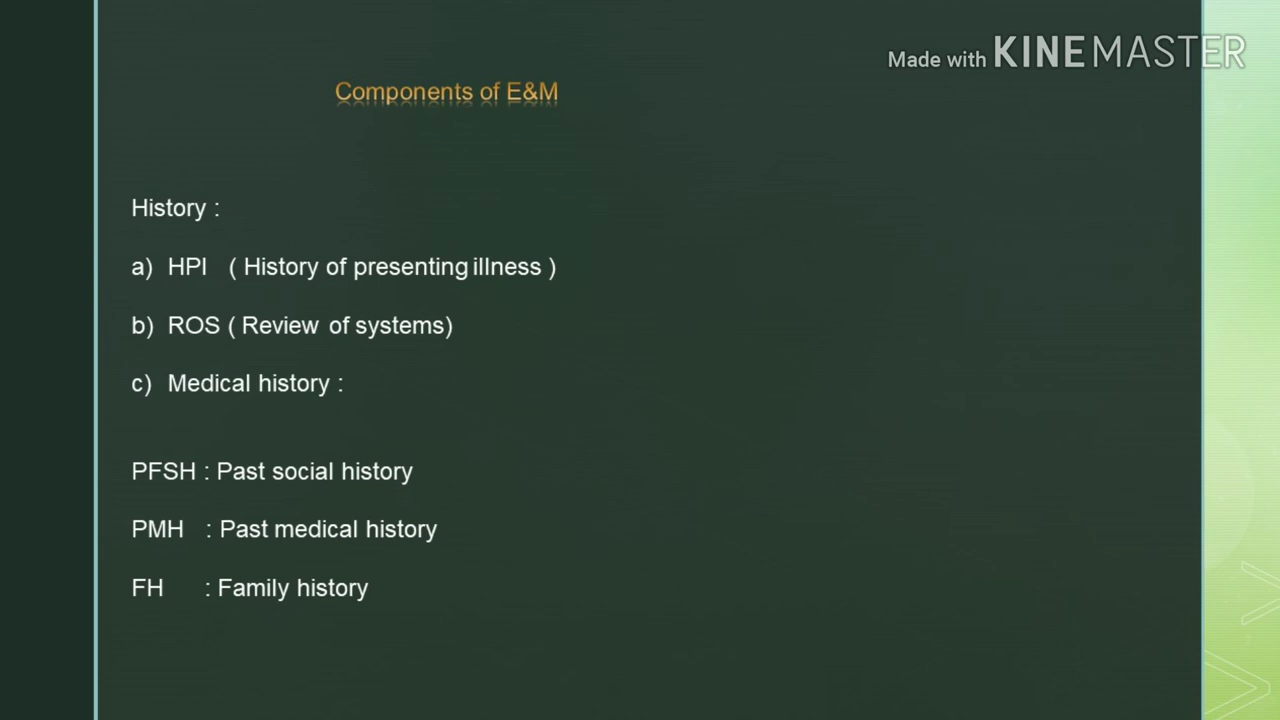 Made with KINEMASTER
Components of E&M
History :
a) HPI ( History of presenting illness )
b) ROS ( Review of systems)
c) Medical history :
PFSH : Past social history
PMH : Past medical history
FH : Family history